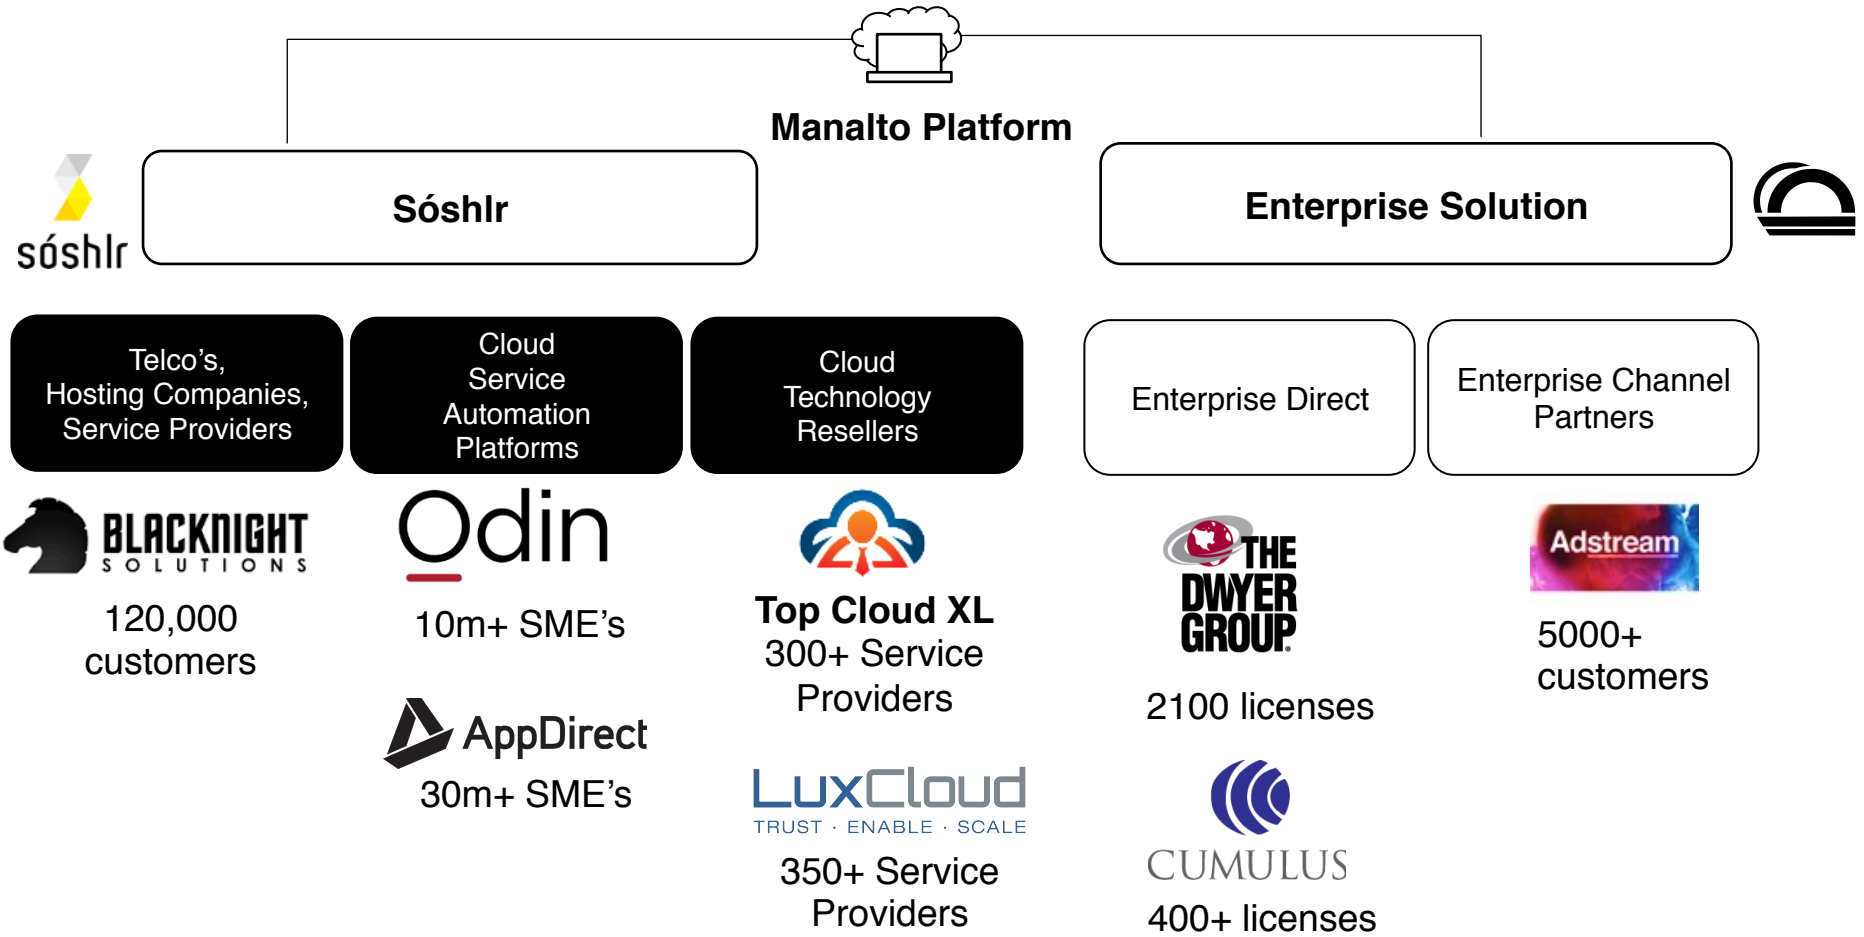 Manalto Platform
sóshlr
Sóshlr
Enterprise Solution
Telco’s,
Hosting Companies,
Service Providers
Cloud
Service
Automation
Platforms
Cloud
Technology
Resellers
Enterprise Direct
Enterprise Channel
Partners
BLACKNIGHT
SOLUTIONS
120,000
customers
Odin
10m+ SME’s
AppDirect
30m+ SME’s
Top Cloud XL
300+ Service
Providers
LUXCLOUD
TRUST · ENABLE · SCALE
350+ Service
Providers
THE
DWYER
GROUP®
2100 licenses
CUMULUS
400+ licenses
Adstream
5000+
customers